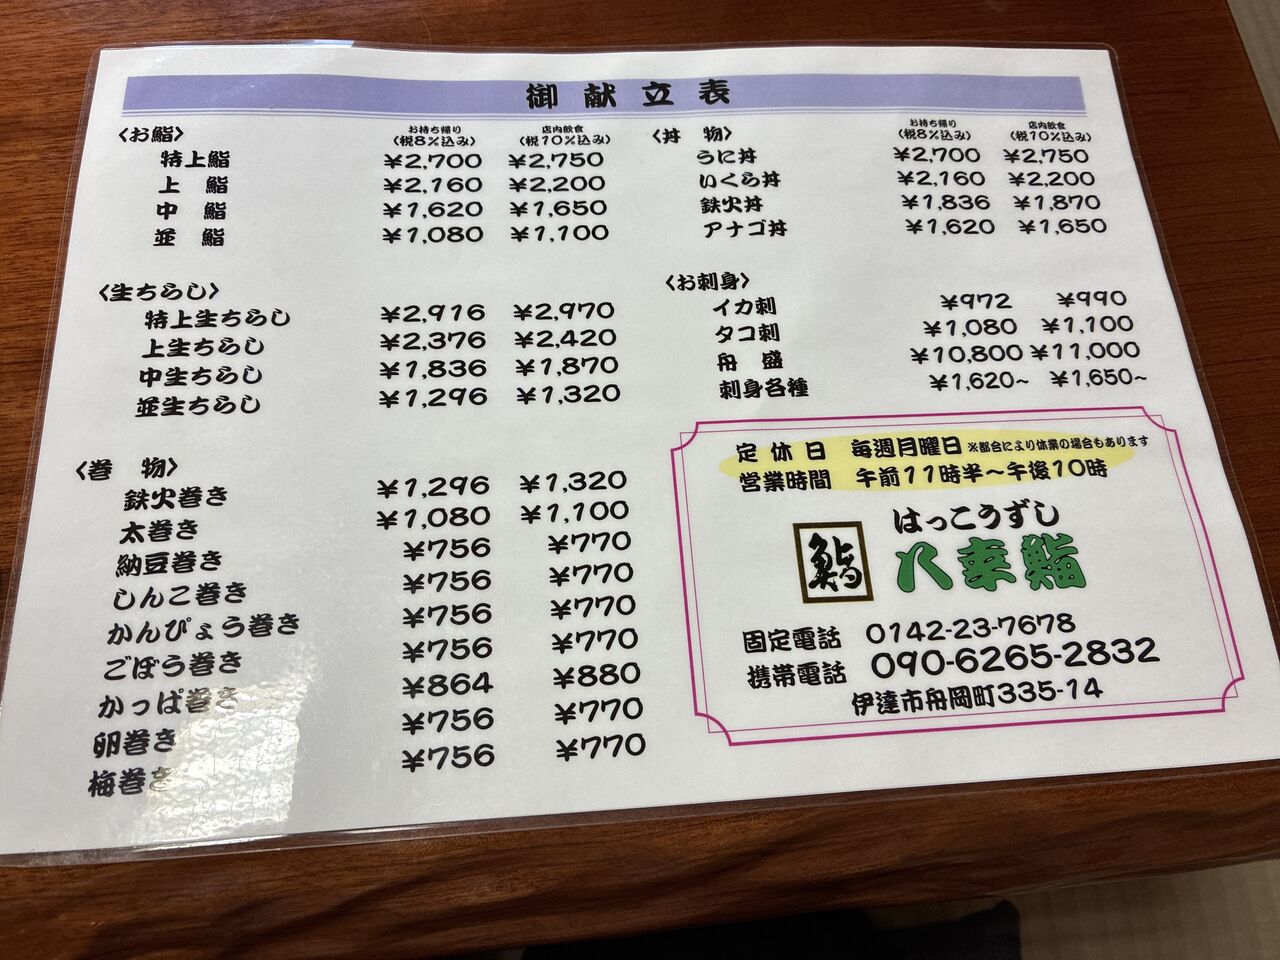 御献立表
〈お鮨〉 お持ち帰り(税8%込み) 店内飲食(税10%込み)
特上鮨 ¥2,700 ¥2,750
上　鮨 ¥2,160 ¥2,200
中　鮨 ¥1,620 ¥1,650
並　鮨 ¥1,080 ¥1,100
〈生ちらし〉
特上生ちらし ¥2,916 ¥2,970
上生ちらし ¥2,376 ¥2,420
中生ちらし ¥1,836 ¥1,870
並生ちらし ¥1,296 ¥1,320
〈巻　物〉
鉄火巻き ¥1,296 ¥1,320
太巻き ¥1,080 ¥1,100
納豆巻き ¥756 ¥770
しんこ巻き ¥756 ¥770
かんぴょう巻き ¥756 ¥770
ごぼう巻き ¥756 ¥770
かっぱ巻き ¥864 ¥880
卵巻き ¥756 ¥770
梅巻き ¥756 ¥770
〈丼　物〉 お持ち帰り(税8%込み) 店内飲食(税10%込み)
うに丼 ¥2,700 ¥2,750
いくら丼 ¥2,160 ¥2,200
鉄火丼 ¥1,836 ¥1,870
アナゴ丼 ¥1,620 ¥1,650
〈お刺身〉
イカ刺 ¥972 ¥990
タコ刺 ¥1,080 ¥1,100
舟　盛 ¥10,800 ¥11,000
刺身各種 ¥1,620~ ¥1,650~
定休日　毎週月曜日 ※都合により休業の場合もあります
営業時間　午前11時半～午後10時
はっこうずし
鮨 八幸鮨
固定電話　0142-23-7678
携帯電話　090-6265-2832
伊達市舟岡町335-14